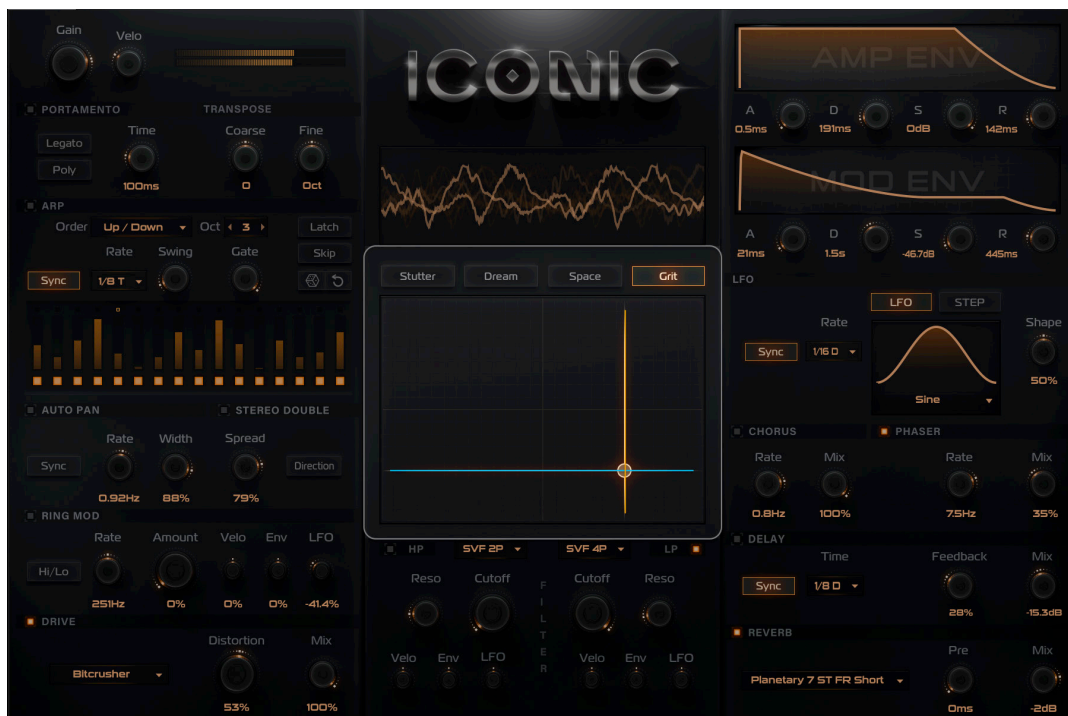 Gain
Velo
PORTAMENTO
TRANSPOSE
Legato
Poly
Time
Coarse
Fine
100ms
0
0ct
ARP
Order Up / Down Oct 3 Latch
Rate Swing Gate Skip
Sync 1/8 T
AUTO PAN
STEREO DOUBLE
Rate Width Spread
Sync
Direction
0.92Hz 88% 79%
RING MOD
Rate Amount Velo Env LFO
Hi/Lo
251Hz 0% 0% 0% -41.4%
DRIVE
Distortion Mix
Bitcrusher
53% 100%
ICONIC
Stutter Dream Space Grit
HP SVF 2P SVF 4P LP
Reso Cutoff Cutoff Reso
FILTER
Velo Env LFO Velo Env LFO
AMP ENV
A D S R
0.5ms 191ms 0dB 142ms
MOD ENV
A D S R
21ms 1.5s -46.7dB 445ms
LFO
LFO STEP
Rate Shape
Sync 1/16 D
50%
Sine
CHORUS PHASER
Rate Mix Rate Mix
0.8Hz 100% 7.5Hz 35%
DELAY
Time Feedback Mix
Sync 1/8 D
28% -15.3dB
REVERB
Pre Mix
Planetary 7 ST FR Short
0ms -2dB